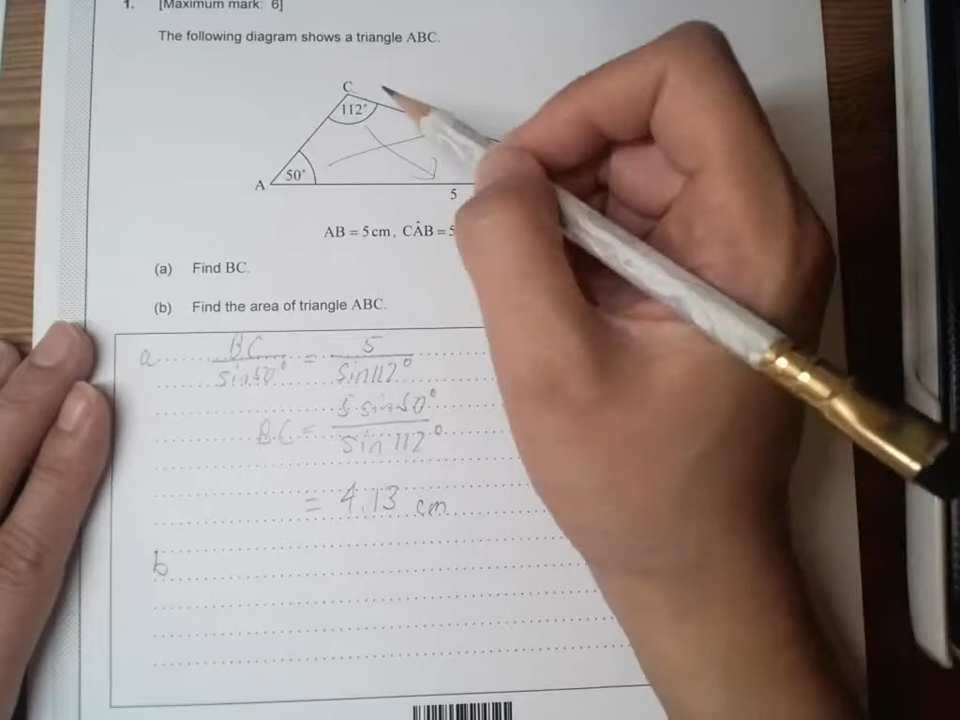 1. [Maximum mark: 6]
The following diagram shows a triangle ABC.
C
112°
50°
A
5
AB = 5 cm, CÂB = 5
(a) Find BC.
(b) Find the area of triangle ABC.
a BC/sin50° = 5/sin112°
BC = 5 sin50°/sin112°
= 4.13 cm
b